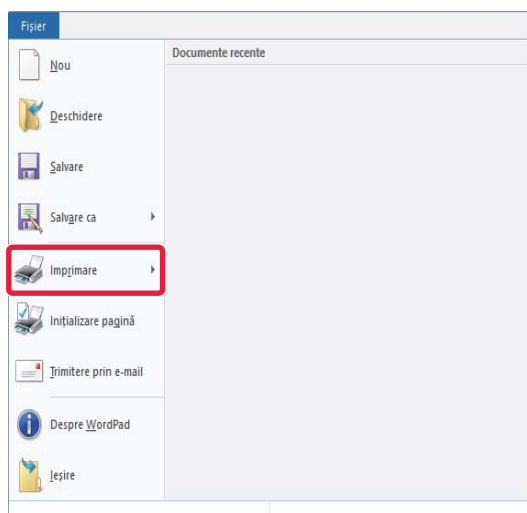 Fișier
Documente recente
Nou
Deschidere
Salvare
Salvare ca
Imprimare
Inițializare pagină
Trimitere prin e-mail
Despre WordPad
Ieșire